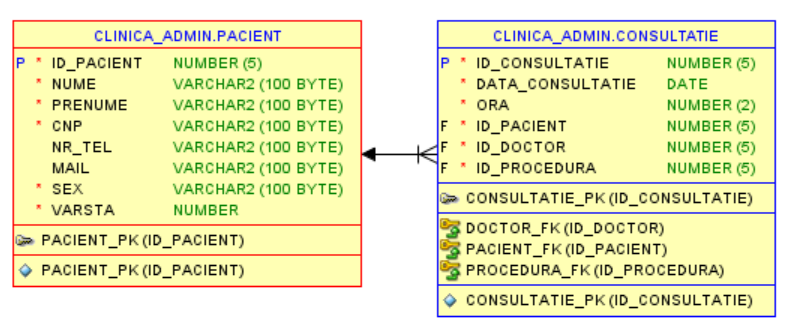 CLINICA_ADMIN.PACIENT
P * ID_PACIENT NUMBER (5)
* NUME VARCHAR2 (100 BYTE)
* PRENUME VARCHAR2 (100 BYTE)
* CNP VARCHAR2 (100 BYTE)
NR_TEL VARCHAR2 (100 BYTE)
MAIL VARCHAR2 (100 BYTE)
* SEX VARCHAR2 (100 BYTE)
* VARSTA NUMBER
PACIENT_PK (ID_PACIENT)
PACIENT_PK (ID_PACIENT)
CLINICA_ADMIN.CONSULTATIE
P * ID_CONSULTATIE NUMBER (5)
* DATA_CONSULTATIE DATE
* ORA NUMBER (2)
F * ID_PACIENT NUMBER (5)
F * ID_DOCTOR NUMBER (5)
F * ID_PROCEDURA NUMBER (5)
CONSULTATIE_PK (ID_CONSULTATIE)
DOCTOR_FK (ID_DOCTOR)
PACIENT_FK (ID_PACIENT)
PROCEDURA_FK (ID_PROCEDURA)
CONSULTATIE_PK (ID_CONSULTATIE)